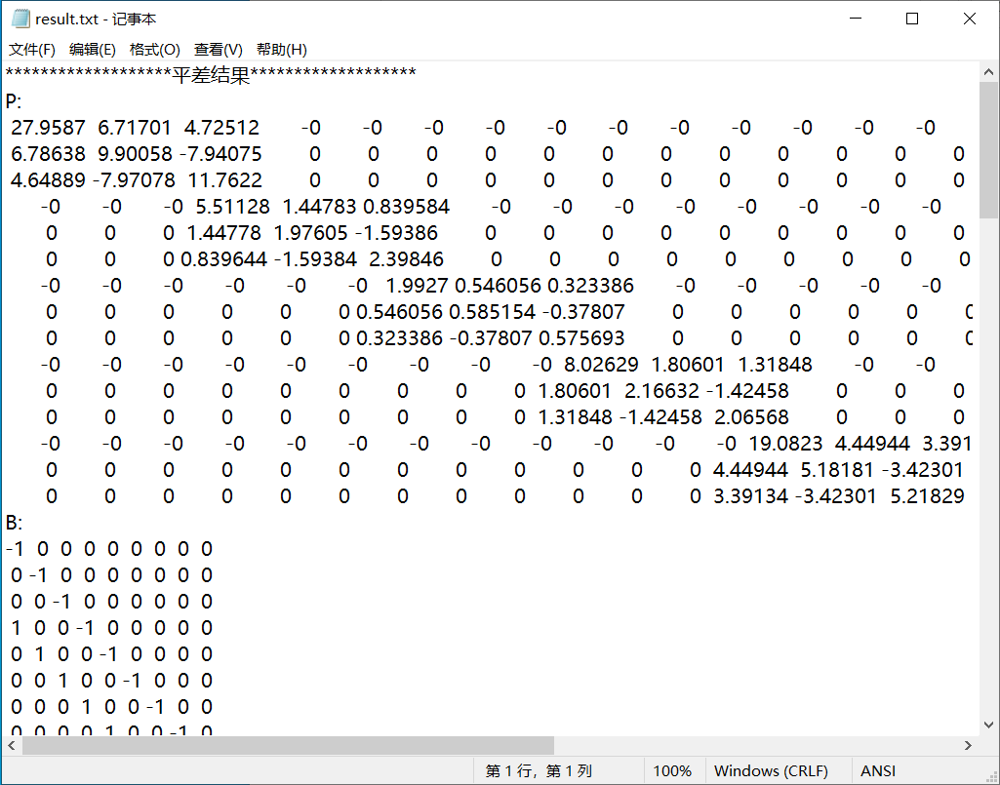 result.txt - 记事本
文件(F) 编辑(E) 格式(O) 查看(V) 帮助(H)
*******************平差结果*******************
P:
27.9587 6.71701 4.72512 -0 -0 -0 -0 -0 -0 -0 -0 -0 -0 -0
6.78638 9.90058 -7.94075 0 0 0 0 0 0 0 0 0 0 0 0
4.64889 -7.97078 11.7622 0 0 0 0 0 0 0 0 0 0 0 0
-0 -0 -0 5.51128 1.44783 0.839584 -0 -0 -0 -0 -0 -0 -0 -0
0 0 0 1.44778 1.97605 -1.59386 0 0 0 0 0 0 0 0 0
0 0 0 0.839644 -1.59384 2.39846 0 0 0 0 0 0 0 0 0
-0 -0 -0 -0 -0 -0 1.9927 0.546056 0.323386 -0 -0 -0 -0 -0
0 0 0 0 0 0 0.546056 0.585154 -0.37807 0 0 0 0 0 0
0 0 0 0 0 0 0.323386 -0.37807 0.575693 0 0 0 0 0 0
-0 -0 -0 -0 -0 -0 -0 -0 -0 8.02629 1.80601 1.31848 -0 -0
0 0 0 0 0 0 0 0 0 1.80601 2.16632 -1.42458 0 0 0
0 0 0 0 0 0 0 0 0 1.31848 -1.42458 2.06568 0 0 0
-0 -0 -0 -0 -0 -0 -0 -0 -0 -0 -0 -0 19.0823 4.44944 3.391
0 0 0 0 0 0 0 0 0 0 0 0 4.44944 5.18181 -3.42301
0 0 0 0 0 0 0 0 0 0 0 0 3.39134 -3.42301 5.21829
B:
-1 0 0 0 0 0 0 0 0
0 -1 0 0 0 0 0 0 0
0 0 -1 0 0 0 0 0 0
1 0 0 -1 0 0 0 0 0
0 1 0 0 -1 0 0 0 0
0 0 1 0 0 -1 0 0 0
0 0 0 1 0 0 -1 0 0
0 0 0 0 1 0 0 -1 0
第 1 行，第 1 列 100% Windows (CRLF) ANSI